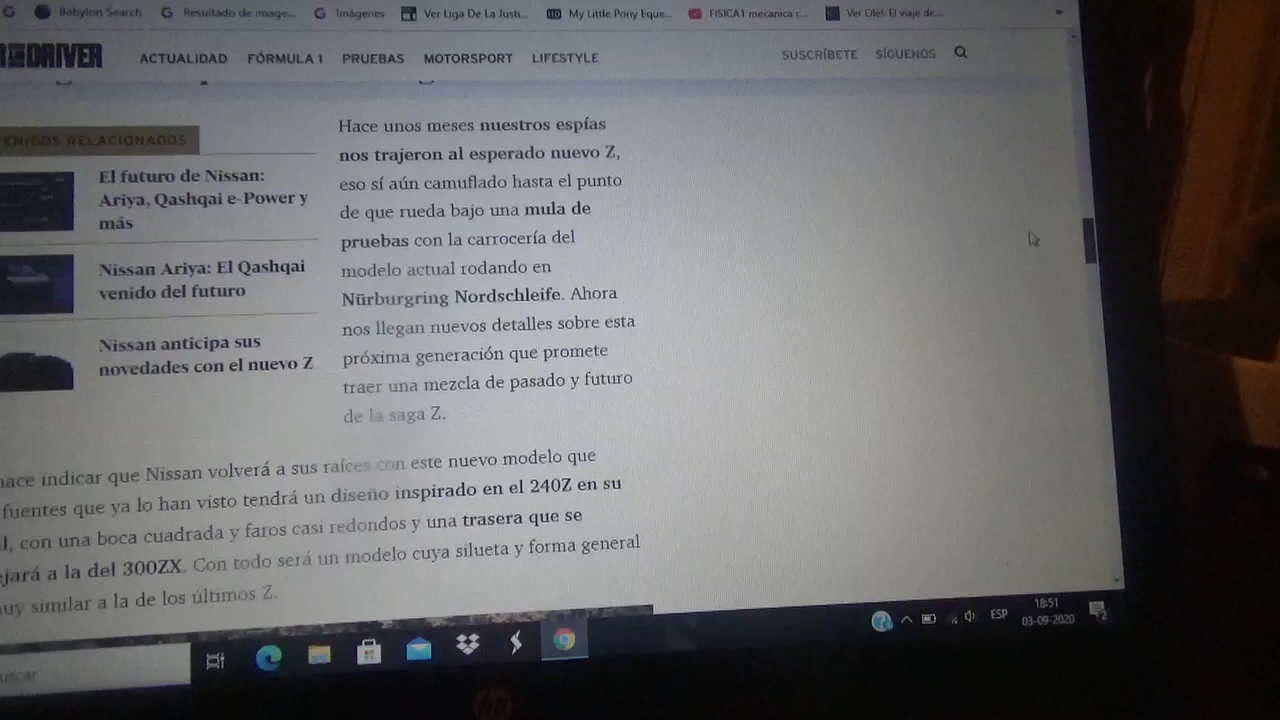 Babylon Search Resultado de image... Imágenes Ver Liga De La Justi... My Little Pony Eque... FISICA1 mecanica c... Ver Olé! El viaje de... »
DRIVER ACTUALIDAD FÓRMULA 1 PRUEBAS MOTORSPORT LIFESTYLE SUSCRÍBETE SÍGUENOS
ENIDOS RELACIONADOS
El futuro de Nissan:
Ariya, Qashqai e-Power y
más
Nissan Ariya: El Qashqai
venido del futuro
Nissan anticipa sus
novedades con el nuevo Z
Hace unos meses nuestros espías
nos trajeron al esperado nuevo Z,
eso sí aún camuflado hasta el punto
de que rueda bajo una mula de
pruebas con la carrocería del
modelo actual rodando en
Nürburgring Nordschleife. Ahora
nos llegan nuevos detalles sobre esta
próxima generación que promete
traer una mezcla de pasado y futuro
de la saga Z.
hace indicar que Nissan volverá a sus raíces con este nuevo modelo que
fuentes que ya lo han visto tendrá un diseño inspirado en el 240Z en su
l, con una boca cuadrada y faros casi redondos y una trasera que se
ejará a la del 300ZX. Con todo será un modelo cuya silueta y forma general
uy similar a la de los últimos Z.
ESP
18:51
03-09-2020
uscar
hp